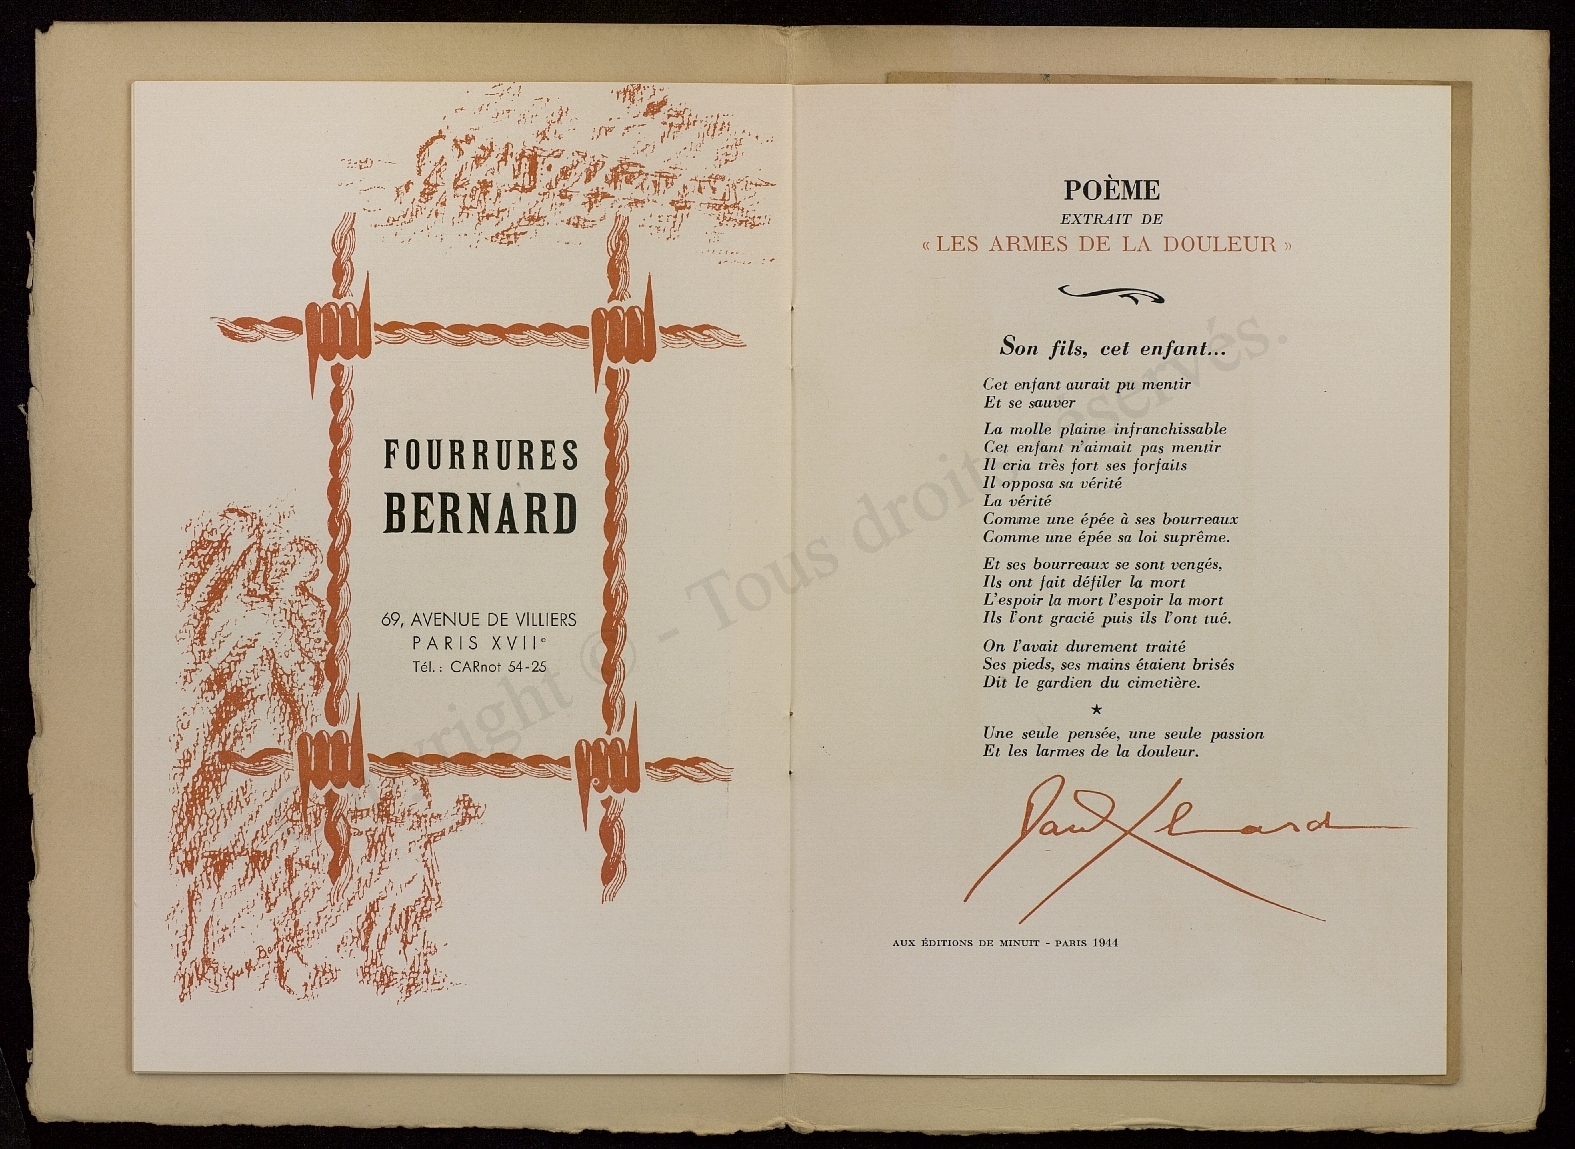 FOURRURES
BERNARD
69, AVENUE DE VILLIERS
PARIS XVIIe
Tél. : CARnot 54-25
POÈME
EXTRAIT DE
« LES ARMES DE LA DOULEUR »
Son fils, cet enfant...
Cet enfant aurait pu mentir
Et se sauver
La molle plaine infranchissable
Cet enfant n'aimait pas mentir
Il cria très fort ses forfaits
Il opposa sa vérité
La vérité
Comme une épée à ses bourreaux
Comme une épée sa loi suprême.
Et ses bourreaux se sont vengés,
Ils ont fait défiler la mort
L'espoir la mort l'espoir la mort
Ils l'ont gracié puis ils l'ont tué.
On l'avait durement traité
Ses pieds, ses mains étaient brisés
Dit le gardien du cimetière.
★
Une seule pensée, une seule passion
Et les larmes de la douleur.
Paul Eluard
AUX ÉDITIONS DE MINUIT - PARIS 1944
Copyright © - Tous droits réservés.